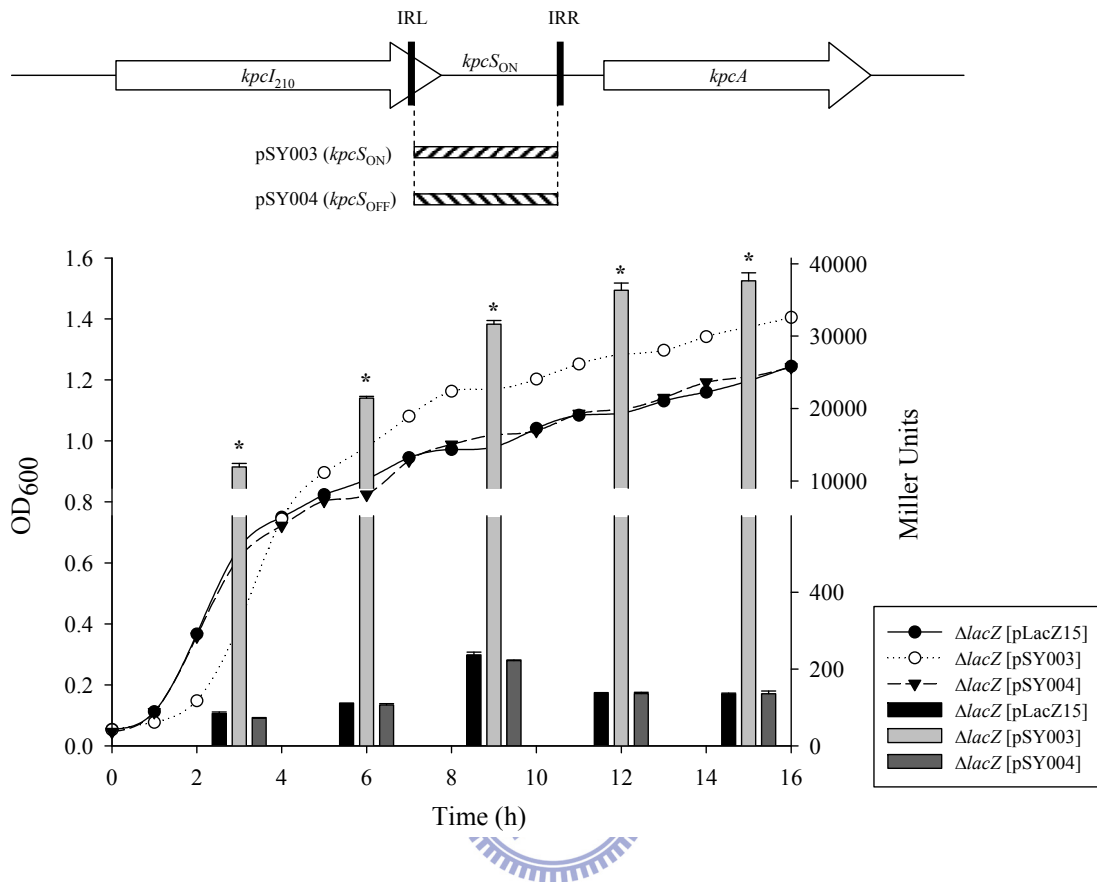 IRL IRR
kpcI210 kpcSON kpcA
pSY003 (kpcSON)
pSY004 (kpcSOFF)
OD600
1.6
1.4
1.2
1.0
0.8
0.6
0.4
0.2
0.0
* * * * *
40000
30000
20000
10000
400
200
0
Miller Units
0 2 4 6 8 10 12 14 16
Time (h)
ΔlacZ [pLacZ15]
ΔlacZ [pSY003]
ΔlacZ [pSY004]
ΔlacZ [pLacZ15]
ΔlacZ [pSY003]
ΔlacZ [pSY004]